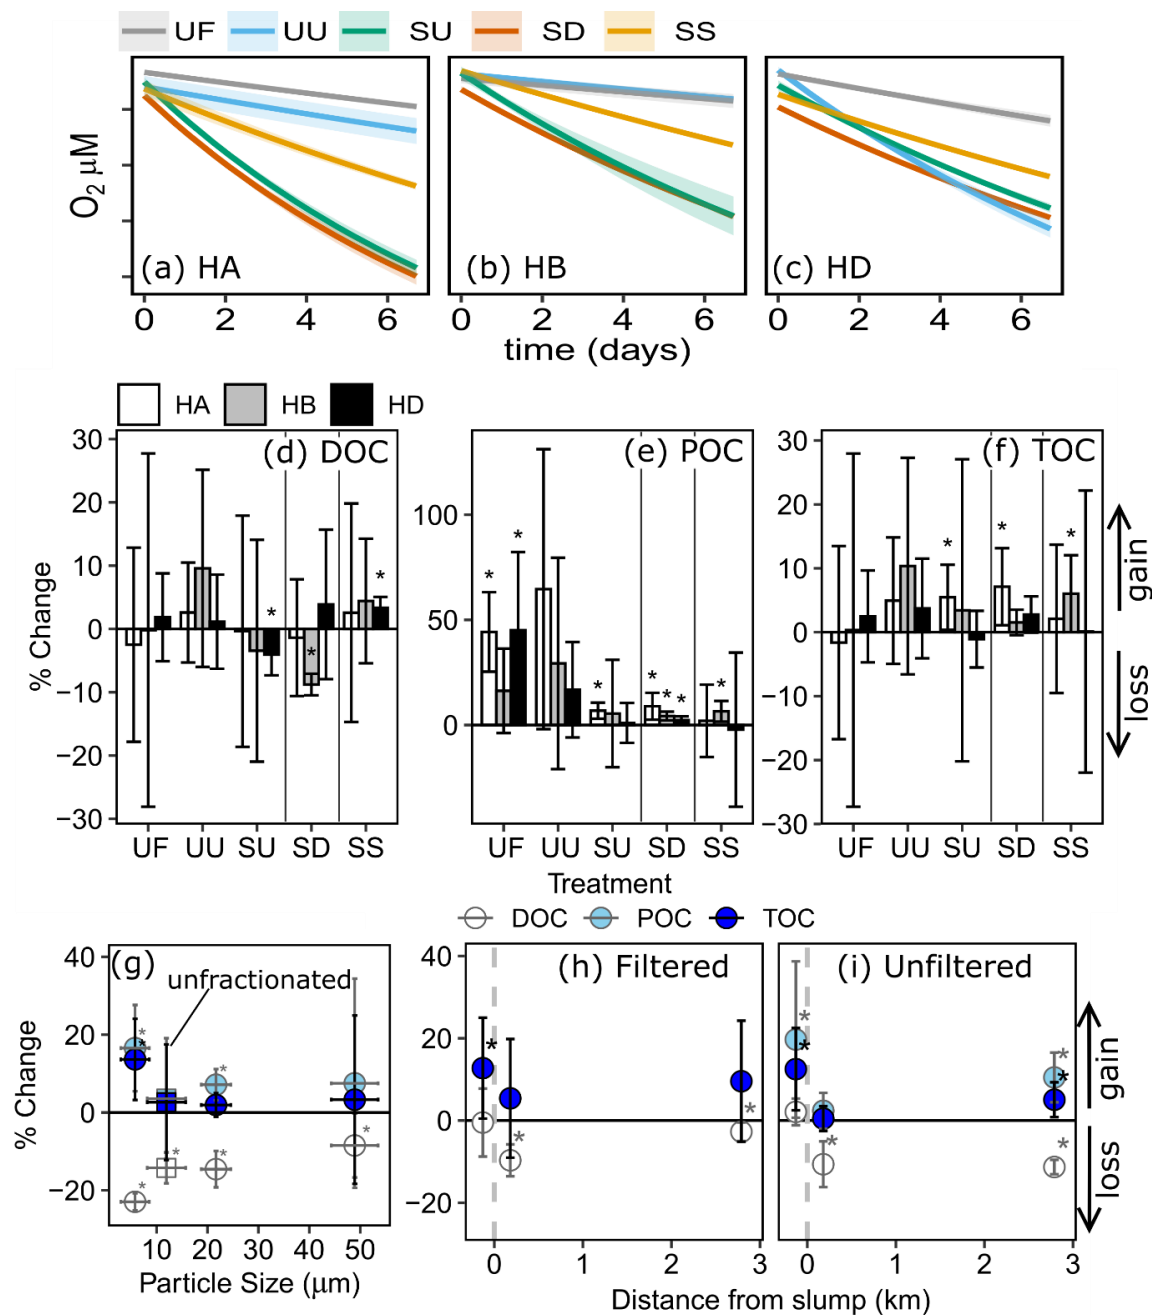 UF UU SU SD SS
O₂ μM
(a) HA
(b) HB
(c) HD
0 2 4 6
0 2 4 6
0 2 4 6
time (days)
HA HB HD
(d) DOC
(e) POC
(f) TOC
% Change
30
20
10
0
−10
−20
−30
100
50
0
30
20
10
0
−10
−20
−30
* * *
* * * * * * *
* * *
gain
loss
UF UU SU SD SS
UF UU SU SD SS
UF UU SU SD SS
Treatment
DOC POC TOC
(g)
unfractionated
(h) Filtered
(i) Unfiltered
% Change
40
20
0
−20
40
20
0
−20
40
20
0
−20
* * * * * *
* * *
* * * * * *
gain
loss
10 20 30 40 50
0 1 2 3
0 1 2 3
Particle Size (μm)
Distance from slump (km)